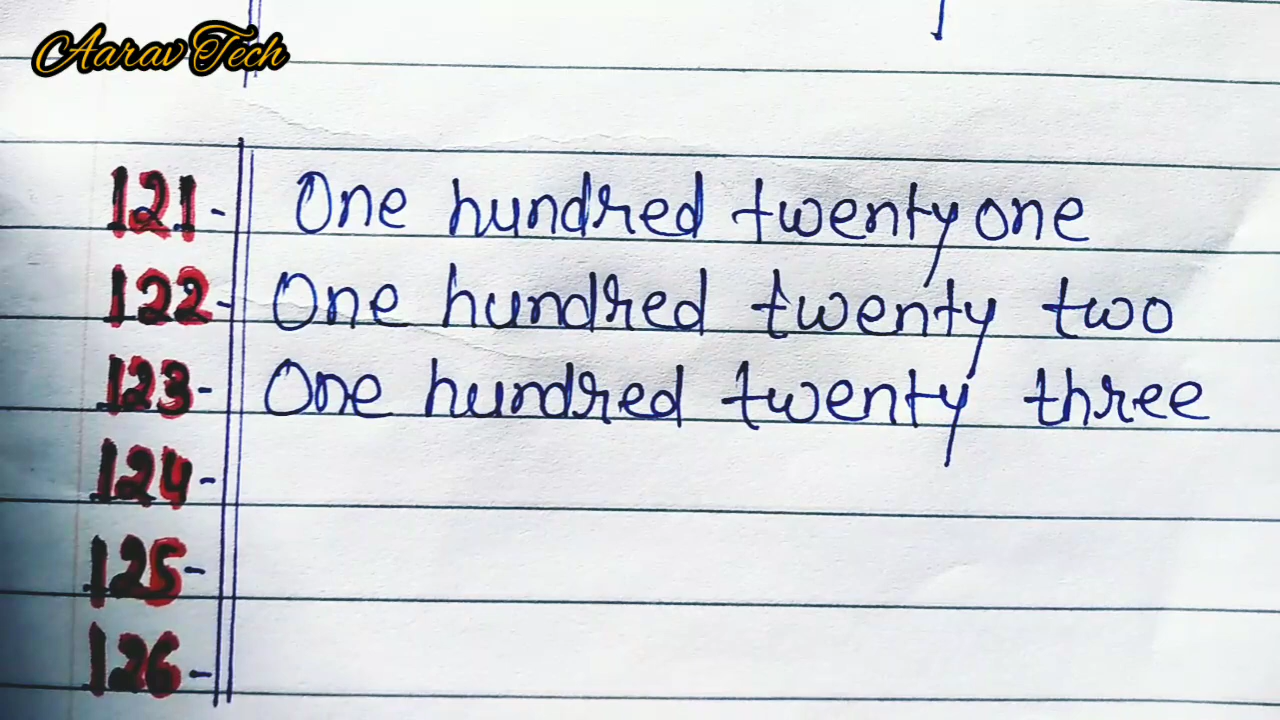 Aarav Tech
121- One hundred twenty one
122- One hundred twenty two
123- One hundred twenty three
124-
125-
126-